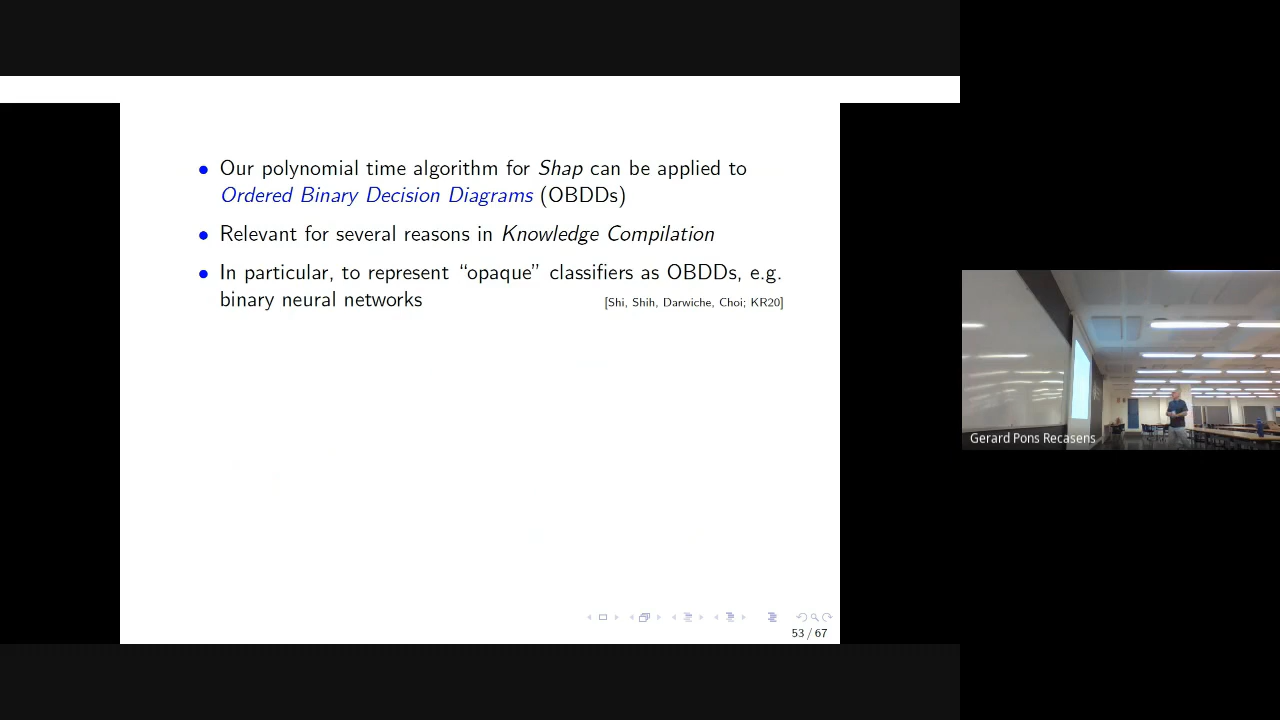 Our polynomial time algorithm for Shap can be applied to
Ordered Binary Decision Diagrams (OBDDs)
Relevant for several reasons in Knowledge Compilation
In particular, to represent “opaque” classifiers as OBDDs, e.g.
binary neural networks [Shi, Shih, Darwiche, Choi; KR20]
Gerard Pons Recasens
53 / 67